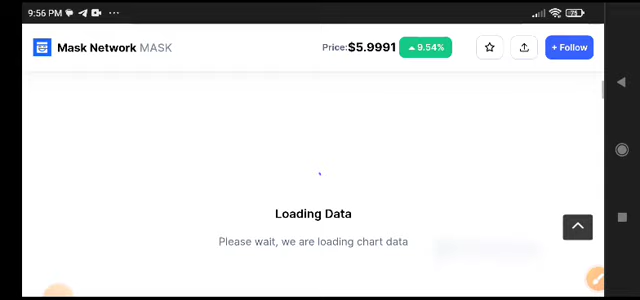 9:56 PM
71
Mask Network MASK
Price: $5.9991 9.54%
+ Follow
Loading Data
Please wait, we are loading chart data